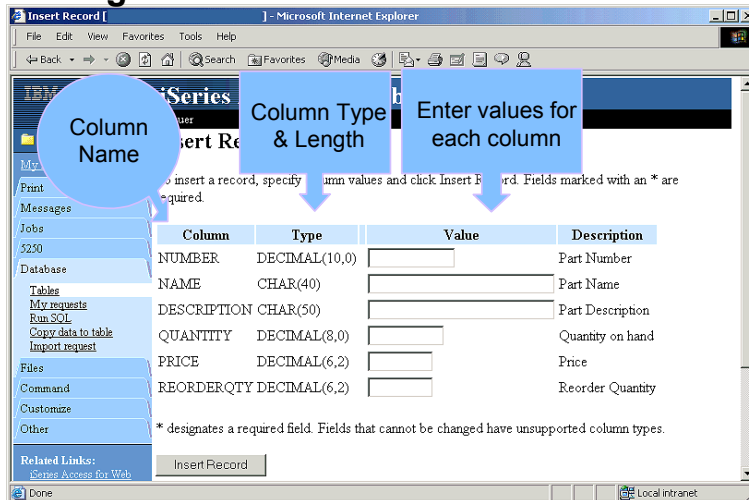 Insert Record [ ] - Microsoft Internet Explorer
File Edit View Favorites Tools Help
Back Search Favorites Media
IBM iSeries
Column Name
Column Type & Length
Enter values for each column
insert a record, specify values and click Insert Fields marked with an * are
required.
My
Print
Messages
Jobs
5250
Database
Tables
My requests
Run SQL
Copy data to table
Import request
Files
Command
Customize
Other
Related Links:
iSeries Access for Web
Column Type Value Description
NUMBER DECIMAL(10,0) Part Number
NAME CHAR(40) Part Name
DESCRIPTION CHAR(50) Part Description
QUANTITY DECIMAL(8,0) Quantity on hand
PRICE DECIMAL(6,2) Price
REORDERQTY DECIMAL(6,2) Reorder Quantity
* designates a required field. Fields that cannot be changed have unsupported column types.
Insert Record
Done Local intranet